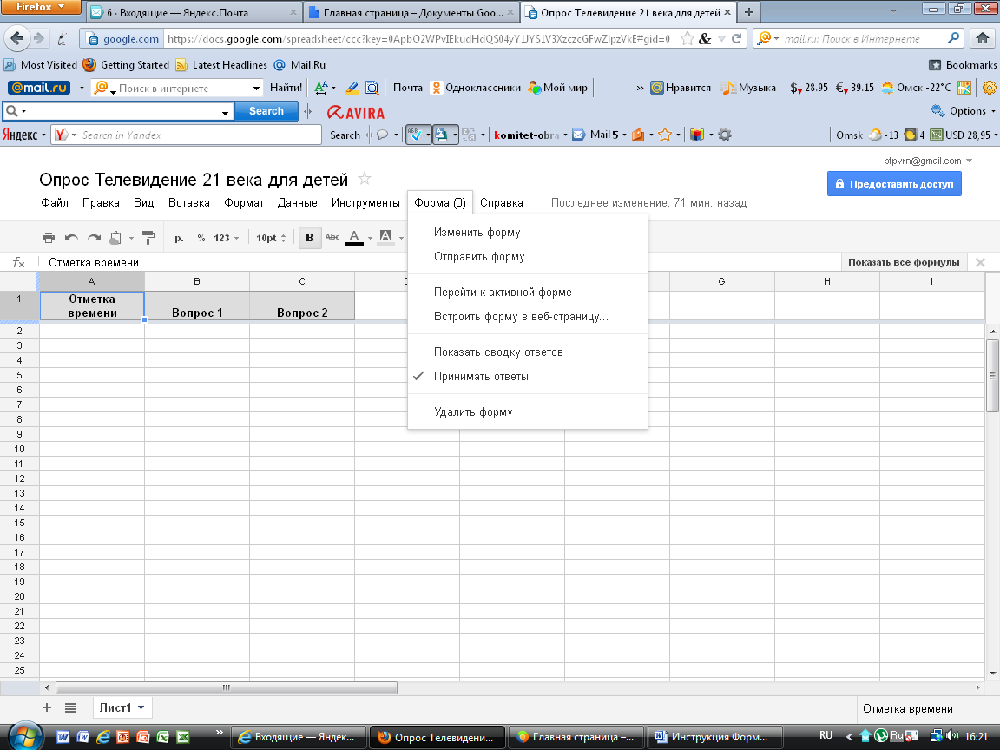 Firefox
6 · Входящие — Яндекс.Почта
Главная страница – Документы Goo...
Опрос Телевидение 21 века для детей
google.com
https://docs.google.com/spreadsheet/ccc?key=0ApbO2WPvIEkudHdQS04yY1JYS1V3XzczcGFwZlpzVkE#gid=0
mail.ru: Поиск в Интернете
Most Visited Getting Started Latest Headlines Mail.Ru Bookmarks
@mail.ru Поиск в интернете Найти! Почта Одноклассники Мой мир » Нравится Музыка $ 28.95 € 39.15 Омск -22°C
Search AVIRA Options
Яндекс Search in Yandex Search komitet-obra Mail 5 Omsk -13 4 USD 28,95
ptpvrn@gmail.com
Опрос Телевидение 21 века для детей
Предоставить доступ
Файл Правка Вид Вставка Формат Данные Инструменты Форма (0) Справка Последнее изменение: 71 мин. назад
р. % 123 10pt B Abc A A
Изменить форму
Отправить форму
Перейти к активной форме
Встроить форму в веб-страницу...
Показать сводку ответов
Принимать ответы
Удалить форму
fx Отметка времени Показать все формулы
A B C D G H I
1 Отметка времени Вопрос 1 Вопрос 2
2
3
4
5
6
7
8
9
10
11
12
13
14
15
16
17
18
19
20
21
22
23
24
25
Лист1 Отметка времени
Входящие — Яндек...
Опрос Телевидени...
Главная страница –...
Инструкция Форм...
RU Ru 16:21